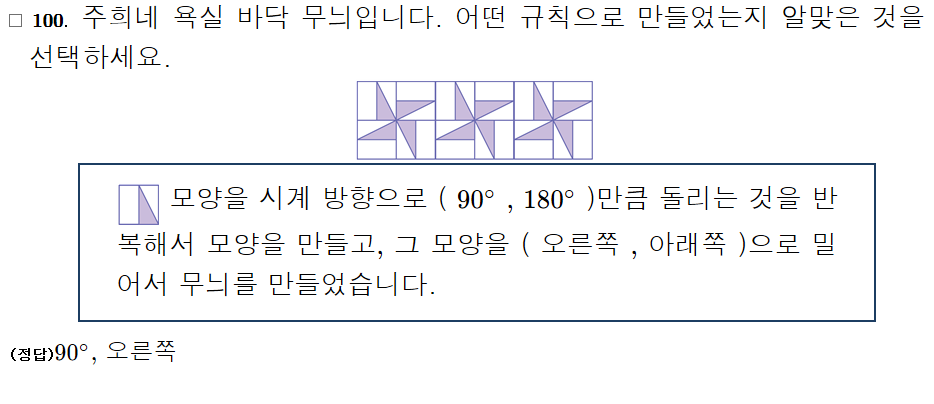 □ 100. 주희네 욕실 바닥 무늬입니다. 어떤 규칙으로 만들었는지 알맞은 것을
선택하세요.
모양을 시계 방향으로 ( 90° , 180° )만큼 돌리는 것을 반
복해서 모양을 만들고, 그 모양을 ( 오른쪽 , 아래쪽 )으로 밀
어서 무늬를 만들었습니다.
(정답)90°, 오른쪽